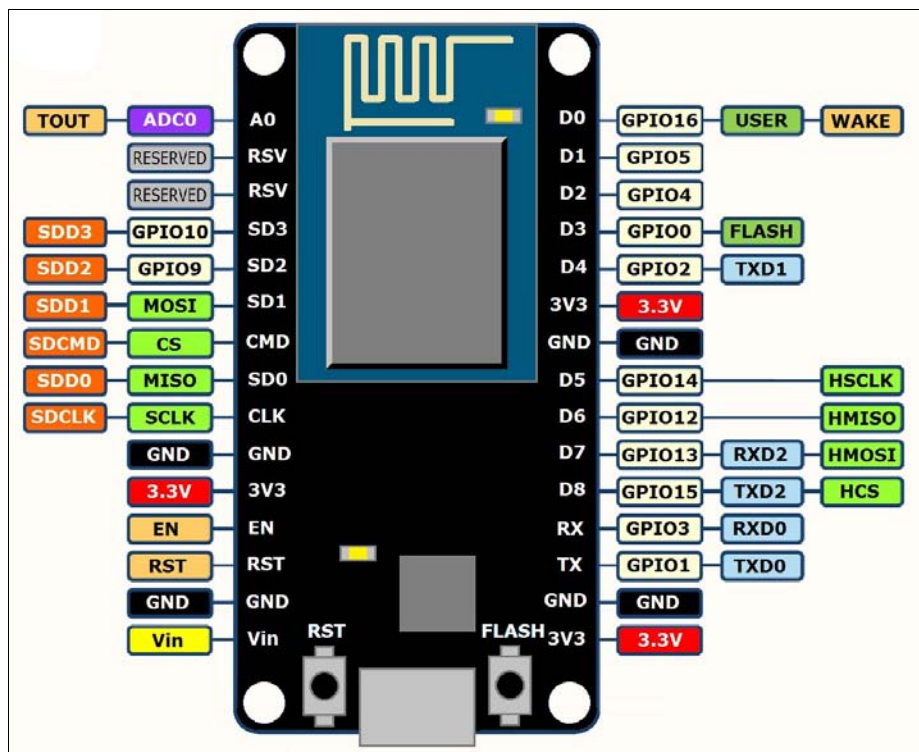 TOUT ADC0 A0 D0 GPIO16 USER WAKE
RESERVED RSV D1 GPIO5
RESERVED RSV D2 GPIO4
SDD3 GPIO10 SD3 D3 GPIO0 FLASH
SDD2 GPIO9 SD2 D4 GPIO2 TXD1
SDD1 MOSI SD1 3V3 3.3V
SDCMD CS CMD GND GND
SDD0 MISO SD0 D5 GPIO14 HSCLK
SDCLK SCLK CLK D6 GPIO12 HMISO
GND GND D7 GPIO13 RXD2 HMOSI
3.3V 3V3 D8 GPIO15 TXD2 HCS
EN EN RX GPIO3 RXD0
RST RST TX GPIO1 TXD0
GND GND GND GND
Vin Vin RST FLASH 3V3 3.3V